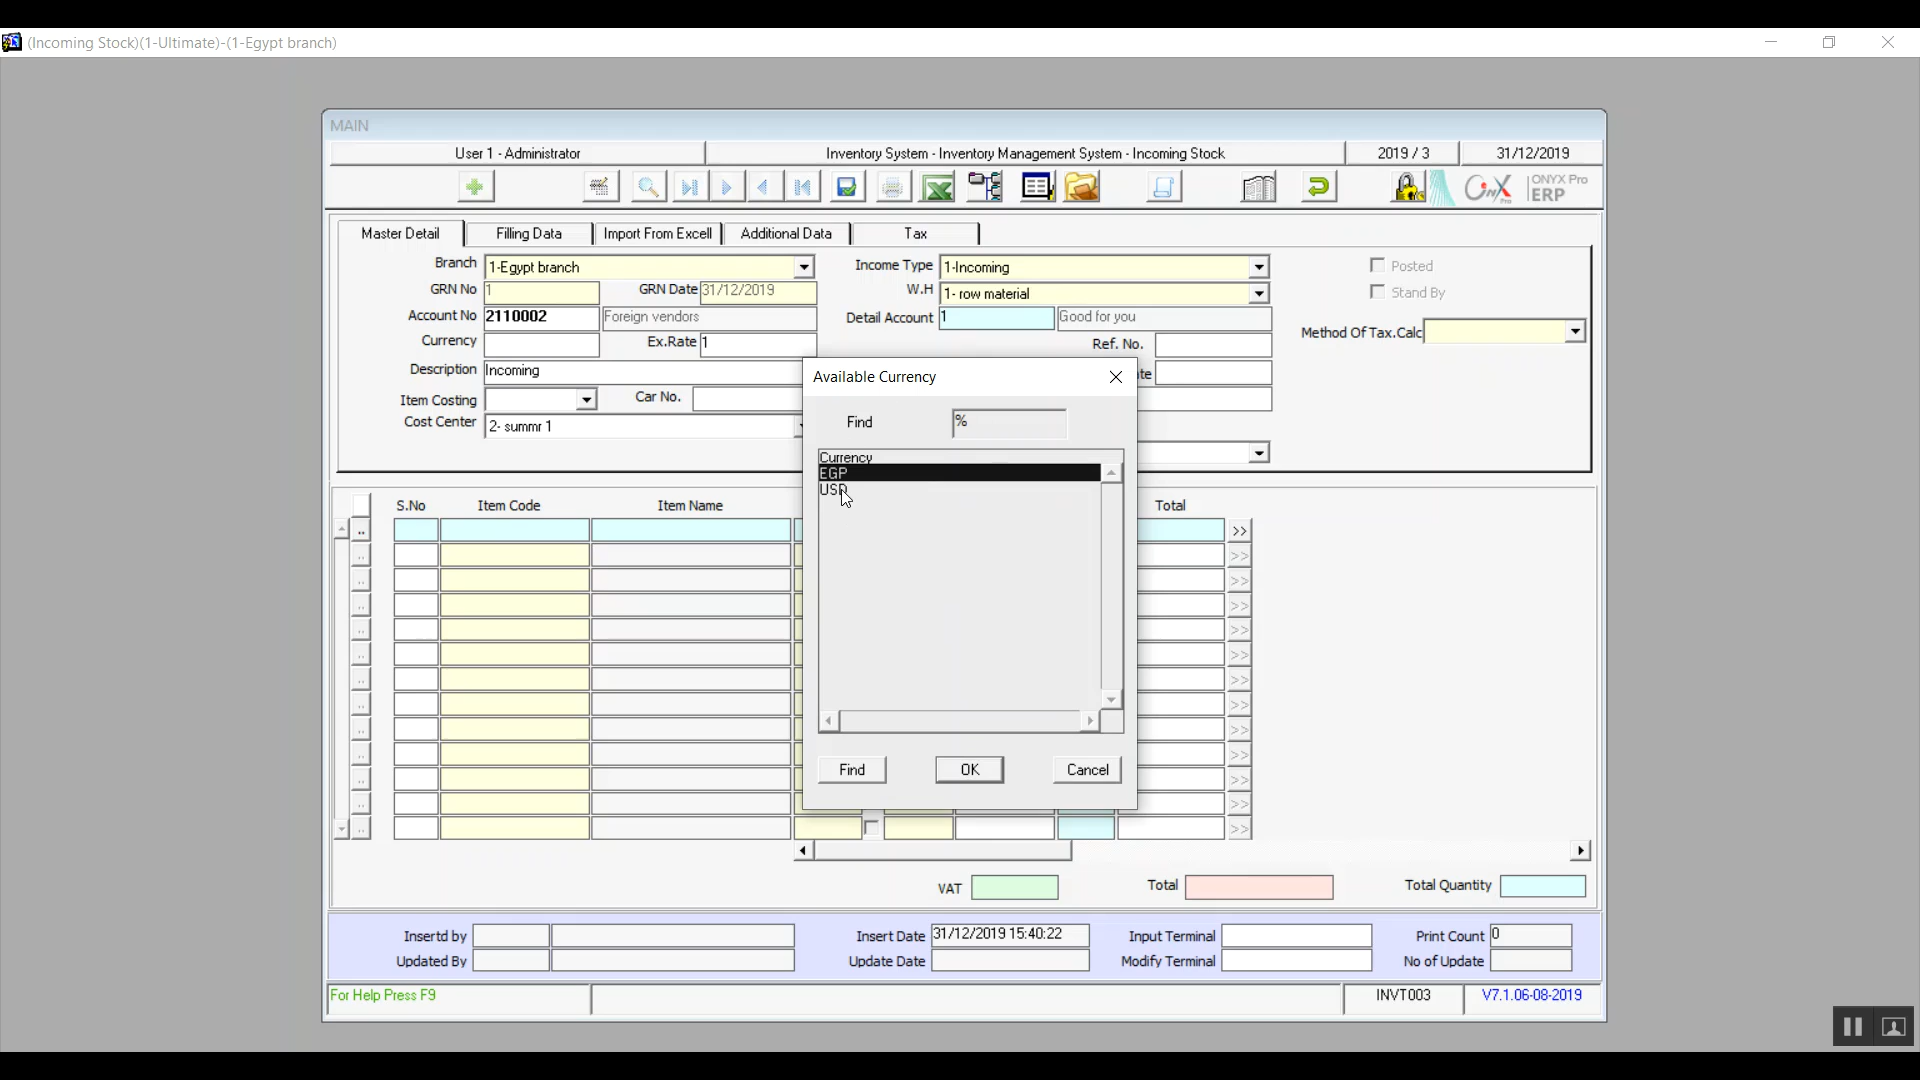 (Incoming Stock)(1-Ultimate)-(1-Egypt branch)
MAIN
User 1 - Administrator
Inventory System - Inventory Management System - Incoming Stock
2019 / 3
31/12/2019
OnyX Pro
ONYX Pro
ERP
Master Detail
Filling Data
Import From Excell
Additional Data
Tax
Branch 1-Egypt branch
Income Type 1-Incoming
Posted
GRN No 1
GRN Date 31/12/2019
W.H 1- row material
Stand By
Account No 2110002 Foreign vendors
Detail Account 1 Good for you
Method Of Tax.Calc
Currency
Ex.Rate 1
Ref. No.
Description Incoming
te
Item Costing
Car No.
Cost Center 2- summr 1
Available Currency
Find %
Currency
EGP
USD
Find
OK
Cancel
S.No
Item Code
Item Name
Total
>>
>>
>>
>>
>>
>>
>>
>>
>>
>>
>>
>>
>>
VAT
Total
Total Quantity
Insertd by
Insert Date 31/12/2019 15:40:22
Input Terminal
Print Count 0
Updated By
Update Date
Modify Terminal
No of Update
For Help Press F9
INVT003
V7.1.06-08-2019